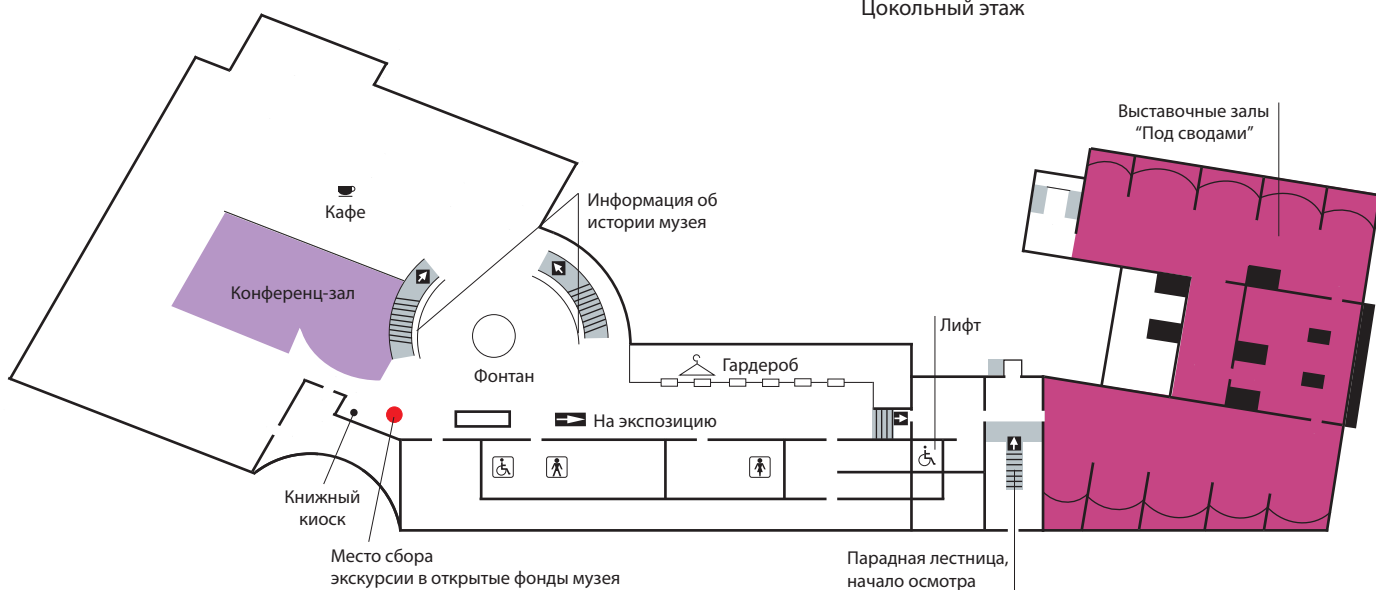 Цокольный этаж
Выставочные залы
“Под сводами”
Информация об
истории музея
Кафе
Конференц-зал
Лифт
Фонтан
Гардероб
На экспозицию
Книжный
киоск
Место сбора
экскурсии в открытые фонды музея
Парадная лестница,
начало осмотра